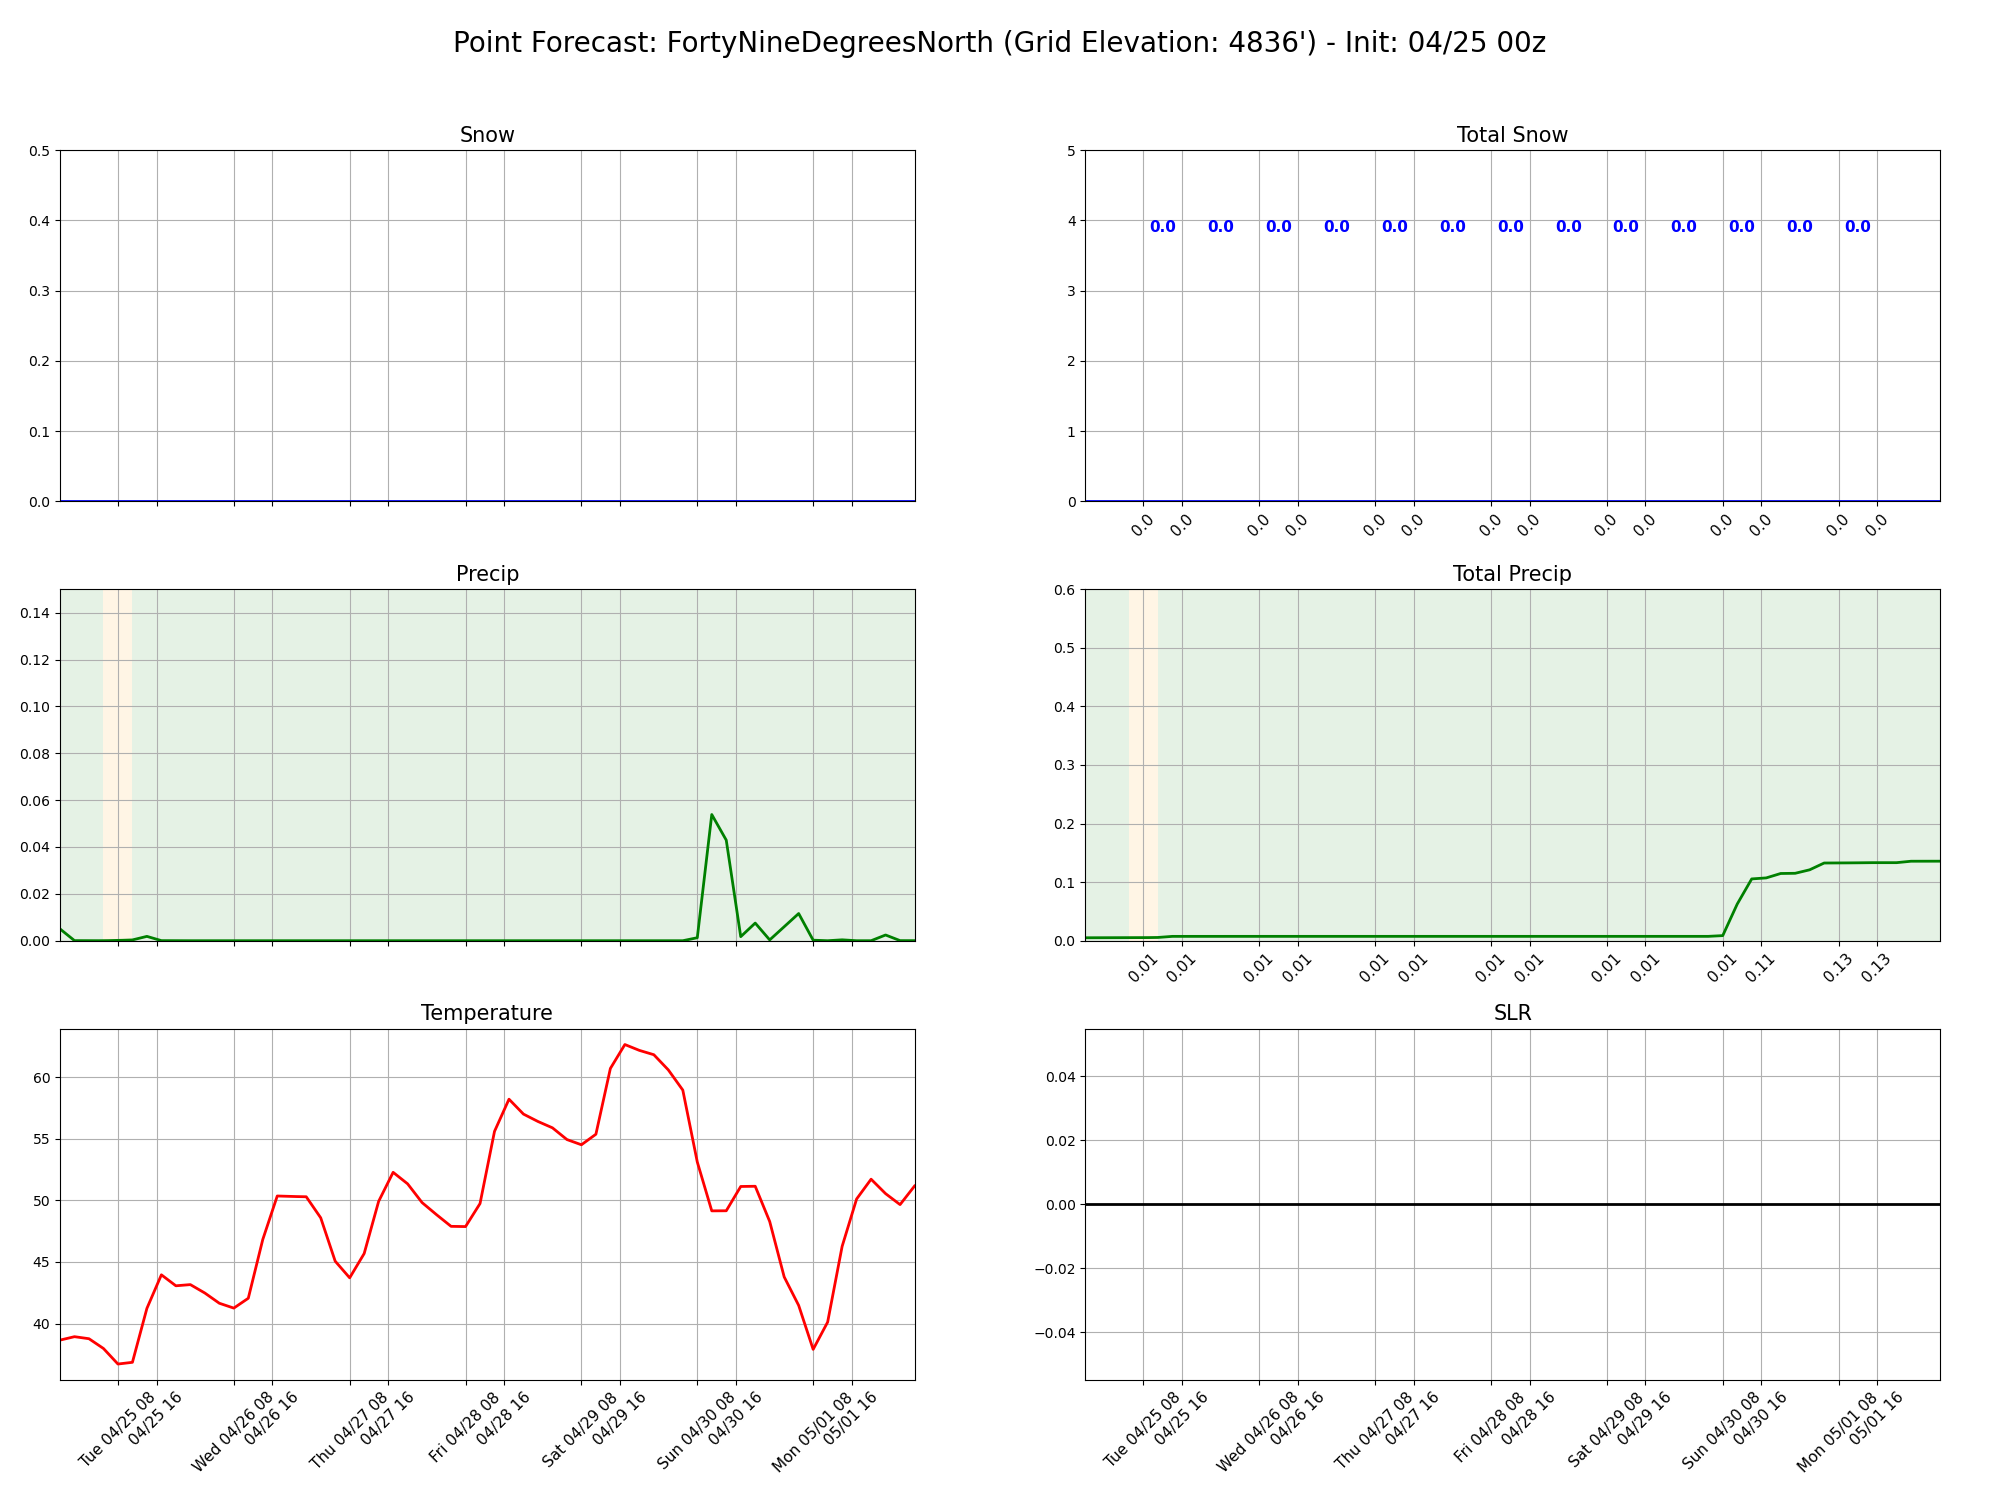 Point Forecast: FortyNineDegreesNorth (Grid Elevation: 4836') - Init: 04/25 00z
Snow
0.5
0.4
0.3
0.2
0.1
0.0
Total Snow
5
4
3
2
1
0
0.0 0.0 0.0 0.0 0.0 0.0 0.0 0.0 0.0 0.0 0.0 0.0 0.0
0.0 0.0 0.0 0.0 0.0 0.0 0.0 0.0 0.0 0.0 0.0 0.0 0.0 0.0
Precip
0.14
0.12
0.10
0.08
0.06
0.04
0.02
0.00
Total Precip
0.6
0.5
0.4
0.3
0.2
0.1
0.0
0.01 0.01 0.01 0.01 0.01 0.01 0.01 0.01 0.01 0.01 0.01 0.11 0.13 0.13
Temperature
60
55
50
45
40
Tue 04/25 08
04/25 16
Wed 04/26 08
04/26 16
Thu 04/27 08
04/27 16
Fri 04/28 08
04/28 16
Sat 04/29 08
04/29 16
Sun 04/30 08
04/30 16
Mon 05/01 08
05/01 16
SLR
0.04
0.02
0.00
−0.02
−0.04
Tue 04/25 08
04/25 16
Wed 04/26 08
04/26 16
Thu 04/27 08
04/27 16
Fri 04/28 08
04/28 16
Sat 04/29 08
04/29 16
Sun 04/30 08
04/30 16
Mon 05/01 08
05/01 16